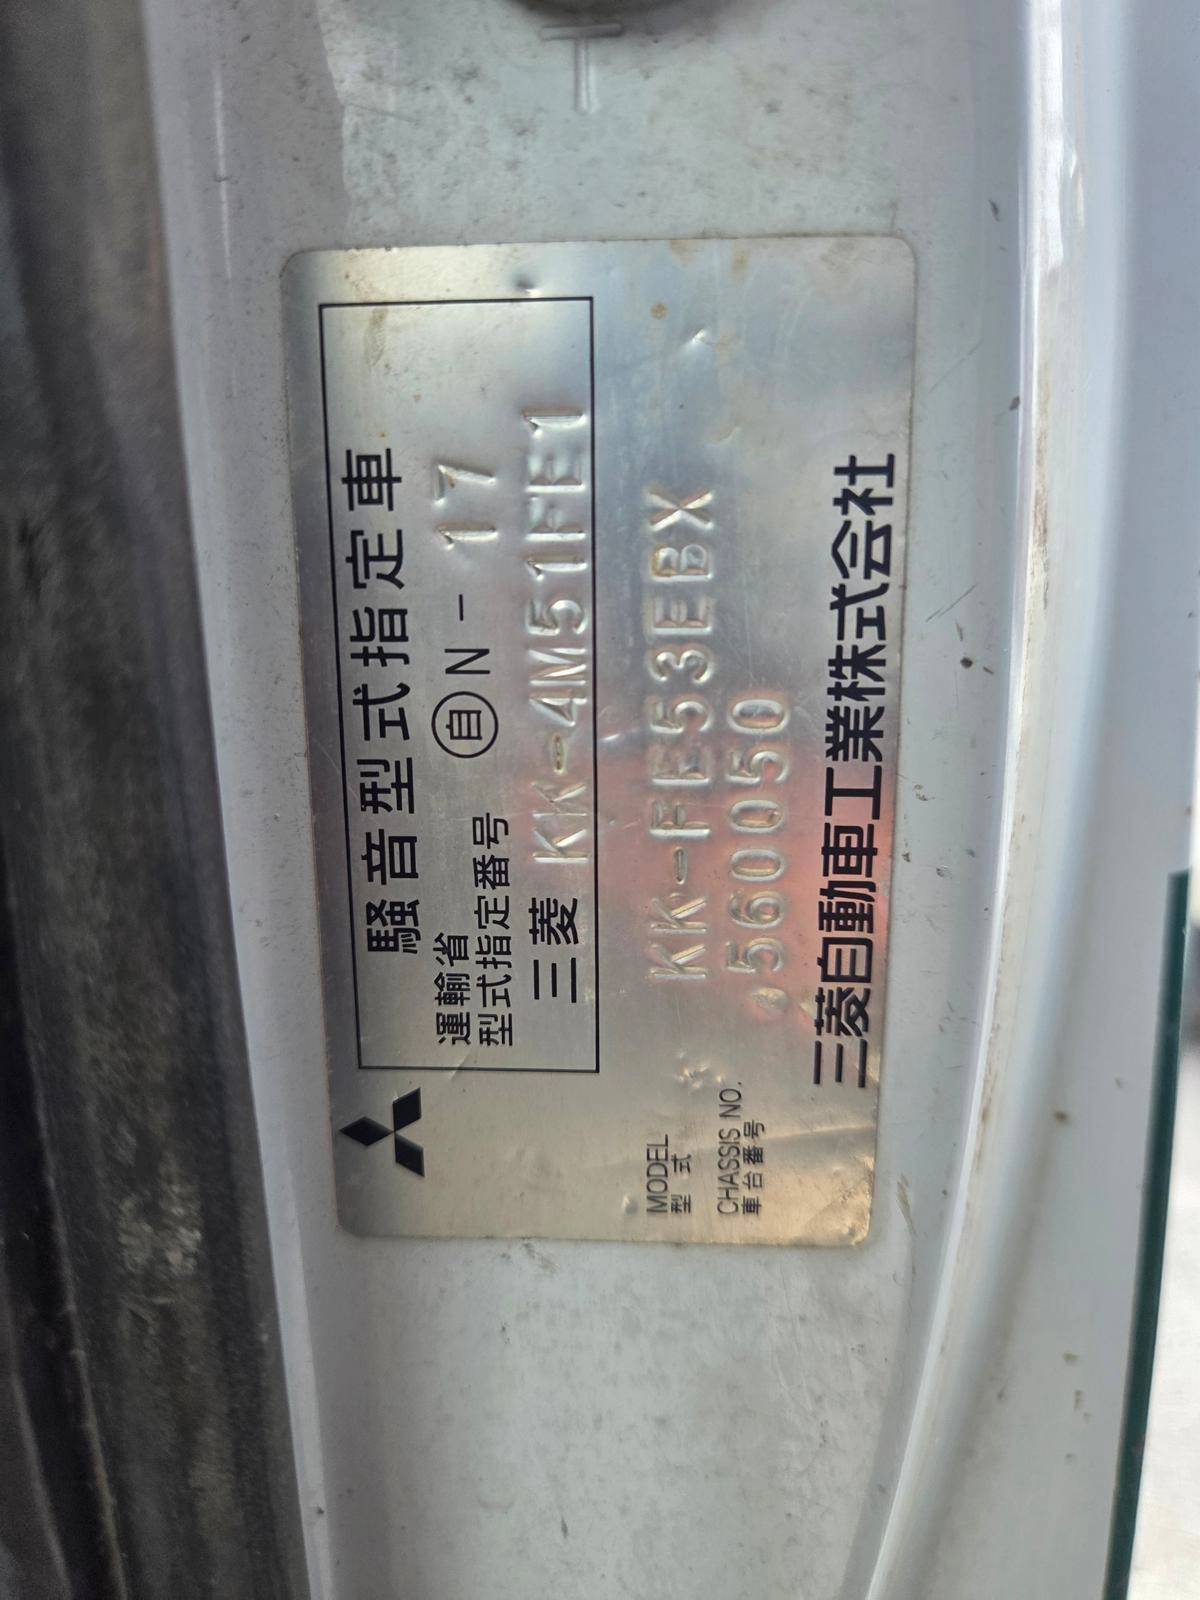 騒音型式指定車
運輸省
型式指定番号
自 N - 17
三菱 KK-4M51FE1
MODEL
型式
KK-FE53EBX
CHASSIS NO.
車台番号
.560050
三菱自動車工業株式会社